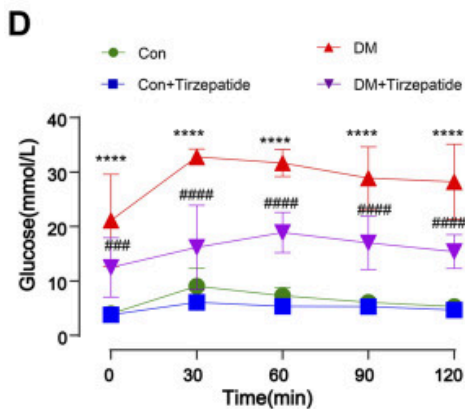 D
Con
DM
Con+Tirzepatide
DM+Tirzepatide
Glucose(mmol/L)
40
30
20
10
0
**** **** **** **** ****
### #### #### #### ####
0 30 60 90 120
Time(min)